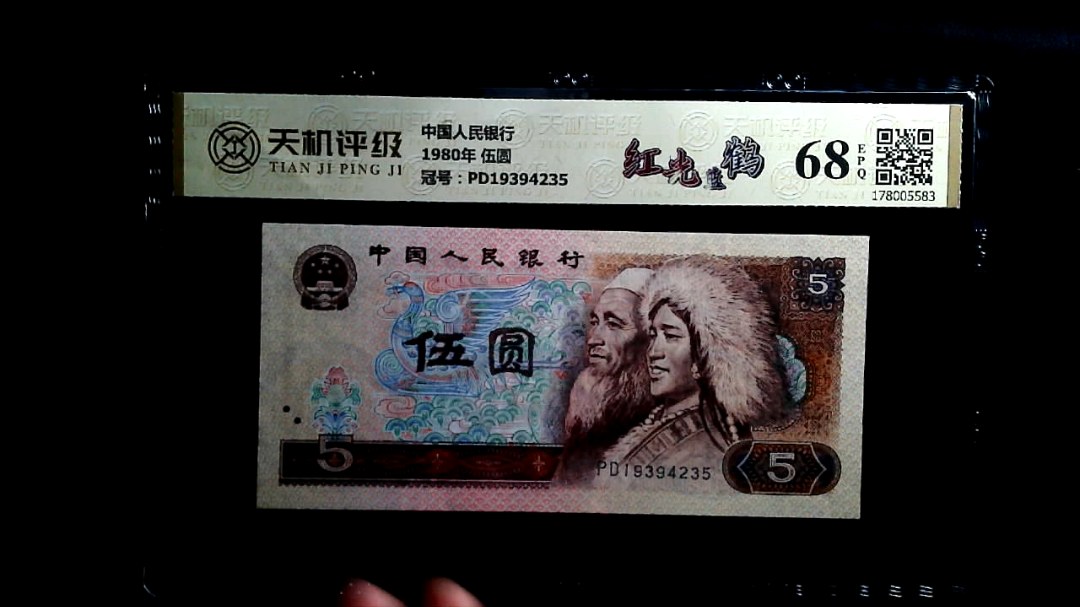 天机评级
TIAN JI PING JI
中国人民银行
1980年 伍圆
冠号：PD19394235
红光蓝鹤
68
EPQ
178005583
中国人民银行
5
伍圆
5
PD19394235
5